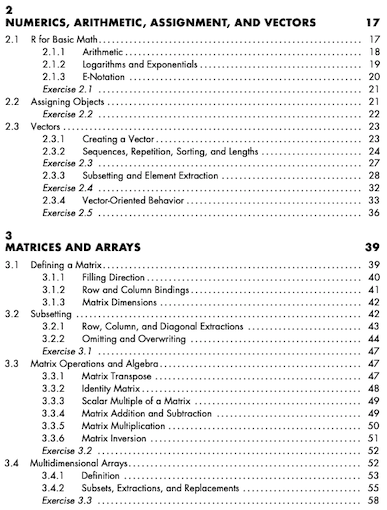 2
NUMERICS, ARITHMETIC, ASSIGNMENT, AND VECTORS 17
2.1 R for Basic Math 17
2.1.1 Arithmetic 18
2.1.2 Logarithms and Exponentials 19
2.1.3 E-Notation 20
Exercise 2.1 21
2.2 Assigning Objects 21
Exercise 2.2 22
2.3 Vectors 23
2.3.1 Creating a Vector 23
2.3.2 Sequences, Repetition, Sorting, and Lengths 24
Exercise 2.3 27
2.3.3 Subsetting and Element Extraction 28
Exercise 2.4 32
2.3.4 Vector-Oriented Behavior 33
Exercise 2.5 36
3
MATRICES AND ARRAYS 39
3.1 Defining a Matrix 39
3.1.1 Filling Direction 40
3.1.2 Row and Column Bindings 41
3.1.3 Matrix Dimensions 42
3.2 Subsetting 42
3.2.1 Row, Column, and Diagonal Extractions 43
3.2.2 Omitting and Overwriting 44
Exercise 3.1 47
3.3 Matrix Operations and Algebra 47
3.3.1 Matrix Transpose 47
3.3.2 Identity Matrix 48
3.3.3 Scalar Multiple of a Matrix 49
3.3.4 Matrix Addition and Subtraction 49
3.3.5 Matrix Multiplication 50
3.3.6 Matrix Inversion 51
Exercise 3.2 52
3.4 Multidimensional Arrays 52
3.4.1 Definition 53
3.4.2 Subsets, Extractions, and Replacements 55
Exercise 3.3 58